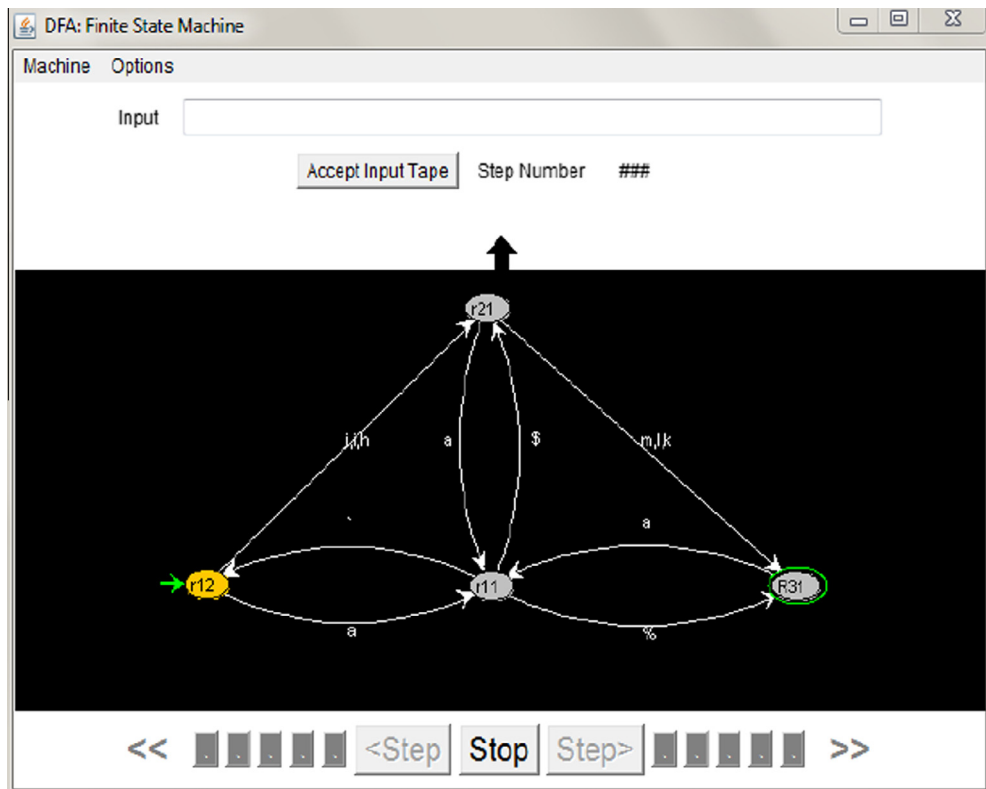 DFA: Finite State Machine
Machine Options
Input
Accept Input Tape Step Number ###
r21
j,i,h a $ m,l,k
` a
r12 r11 R31
a %
<< <Step Stop Step> >>